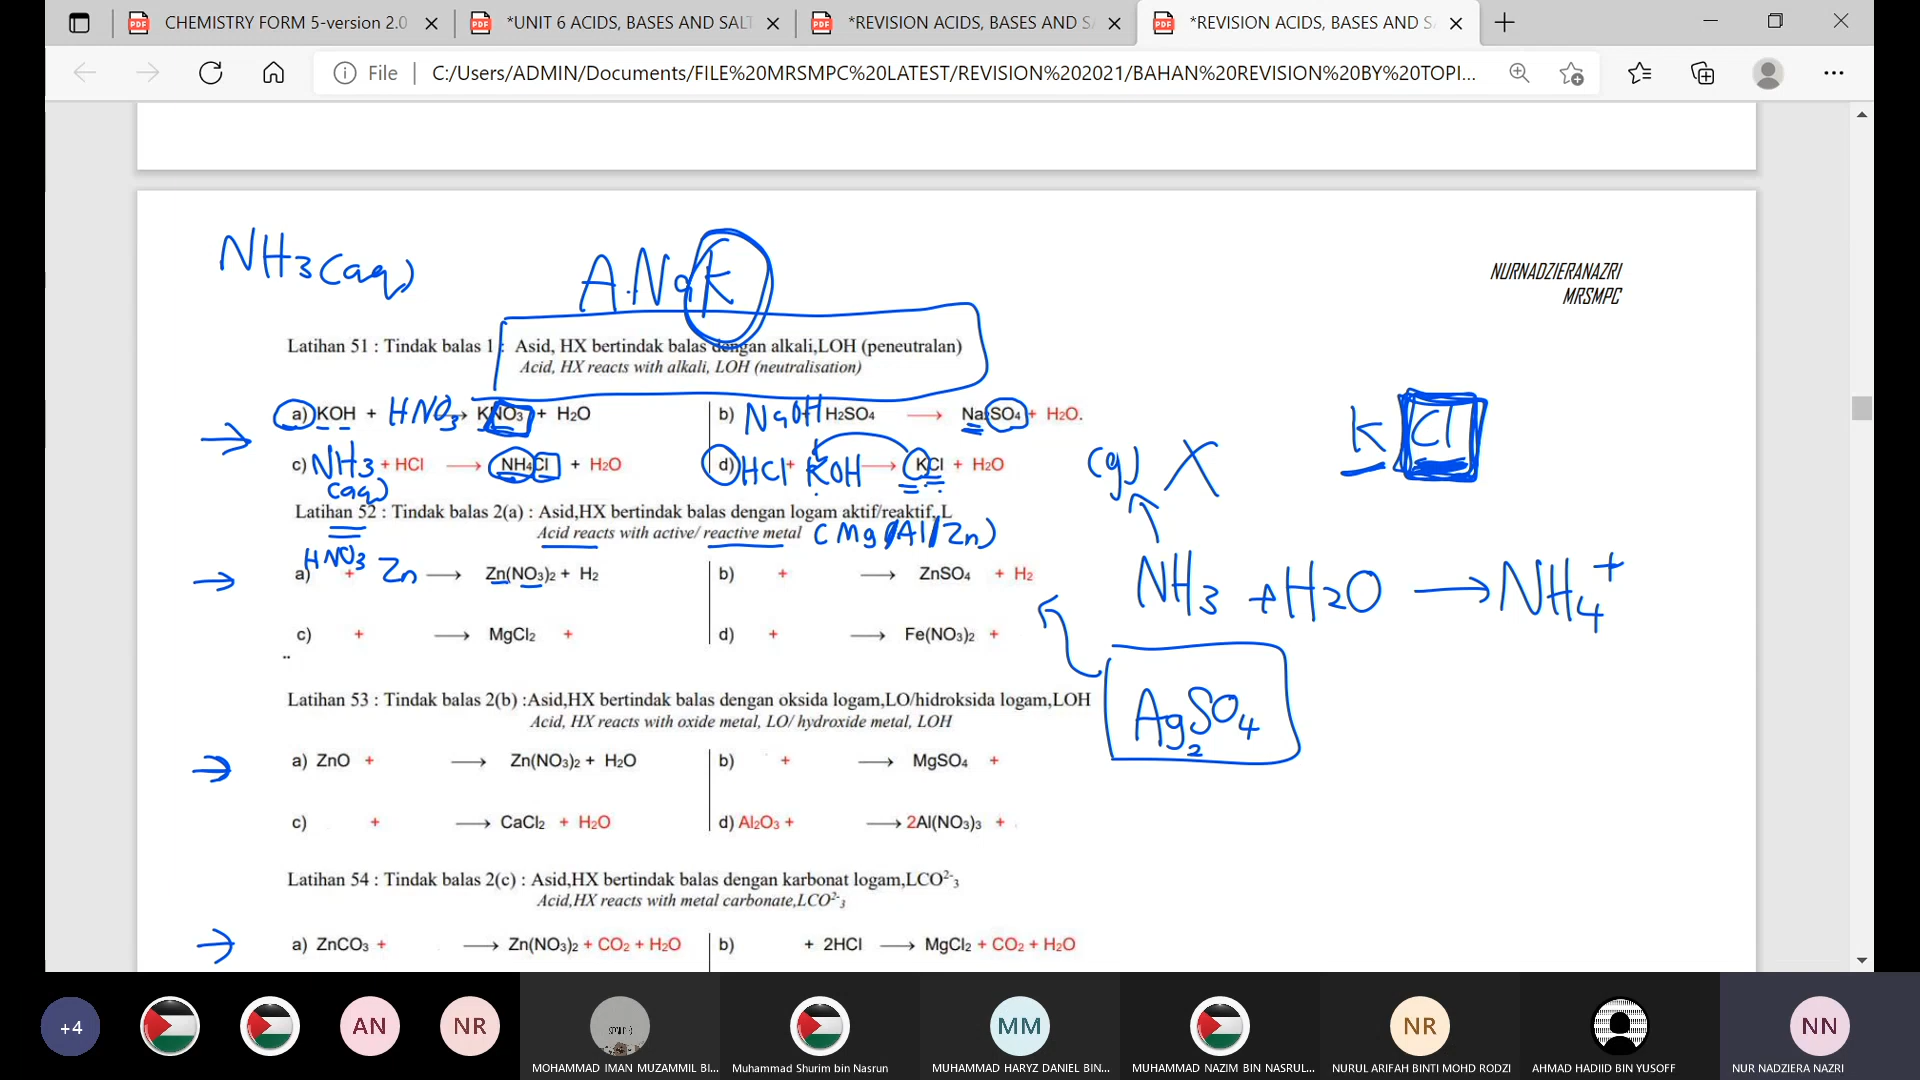 CHEMISTRY FORM 5-version 2.0
*UNIT 6 ACIDS, BASES AND SALT
*REVISION ACIDS, BASES AND SA
*REVISION ACIDS, BASES AND SA
File | C:/Users/ADMIN/Documents/FILE%20MRSMPC%20LATEST/REVISION%202021/BAHAN%20REVISION%20BY%20TOPI...
NH3(aq)
A.NaK
NURNADZIERANAZRI
MRSMPC
Latihan 51 : Tindak balas 1 : Asid, HX bertindak balas dengan alkali,LOH (peneutralan)
Acid, HX reacts with alkali, LOH (neutralisation)
a) KOH + HNO3 → KNO3 + H2O
b) NaOH + H2SO4 → Na2SO4 + H2O.
c) NH3 (aq) + HCl → NH4Cl + H2O
d) HCl + KOH → KCl + H2O
(g) X
K Cl
Latihan 52 : Tindak balas 2(a) : Asid,HX bertindak balas dengan logam aktif/reaktif,,L
Acid reacts with active/ reactive metal (Mg/Al/Zn)
a) HNO3 + Zn → Zn(NO3)2 + H2
b) + → ZnSO4 + H2
NH3 + H2O → NH4+
c) + → MgCl2 +
d) + → Fe(NO3)2 +
..
Ag2SO4
Latihan 53 : Tindak balas 2(b) :Asid,HX bertindak balas dengan oksida logam,LO/hidroksida logam,LOH
Acid, HX reacts with oxide metal, LO/ hydroxide metal, LOH
a) ZnO + → Zn(NO3)2 + H2O
b) + → MgSO4 +
c) + → CaCl2 + H2O
d) Al2O3 + → 2Al(NO3)3 +
Latihan 54 : Tindak balas 2(c) : Asid,HX bertindak balas dengan karbonat logam,LCO2-3
Acid,HX reacts with metal carbonate,LCO2-3
a) ZnCO3 + → Zn(NO3)2 + CO2 + H2O
b) + 2HCl → MgCl2 + CO2 + H2O
+4
AN
NR
MM
NR
NN
MOHAMMAD IMAN MUZAMMIL BI...
Muhammad Shurim bin Nasrun
MUHAMMAD HARYZ DANIEL BIN...
MUHAMMAD NAZIM BIN NASRUL...
NURUL ARIFAH BINTI MOHD RODZI
AHMAD HADIID BIN YUSOFF
NUR NADZIERA NAZRI